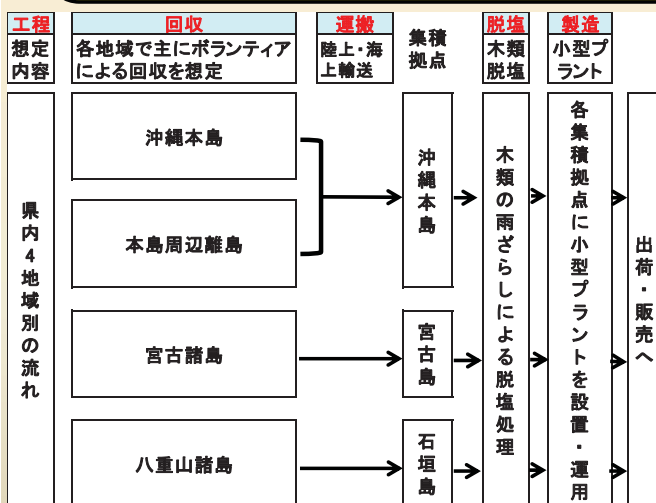 工程
回収
運搬
集積
拠点
脱塩
製造
想定
内容
各地域で主にボランティア
による回収を想定
陸上・海
上輸送
木類
脱塩
小型プ
ラント
県内4地域別の流れ
沖縄本島
本島周辺離島
宮古諸島
八重山諸島
沖縄本島
宮古島
石垣島
木類の雨ざらしによる脱塩処理
各集積拠点に小型プラントを設置・運用
出荷・販売へ